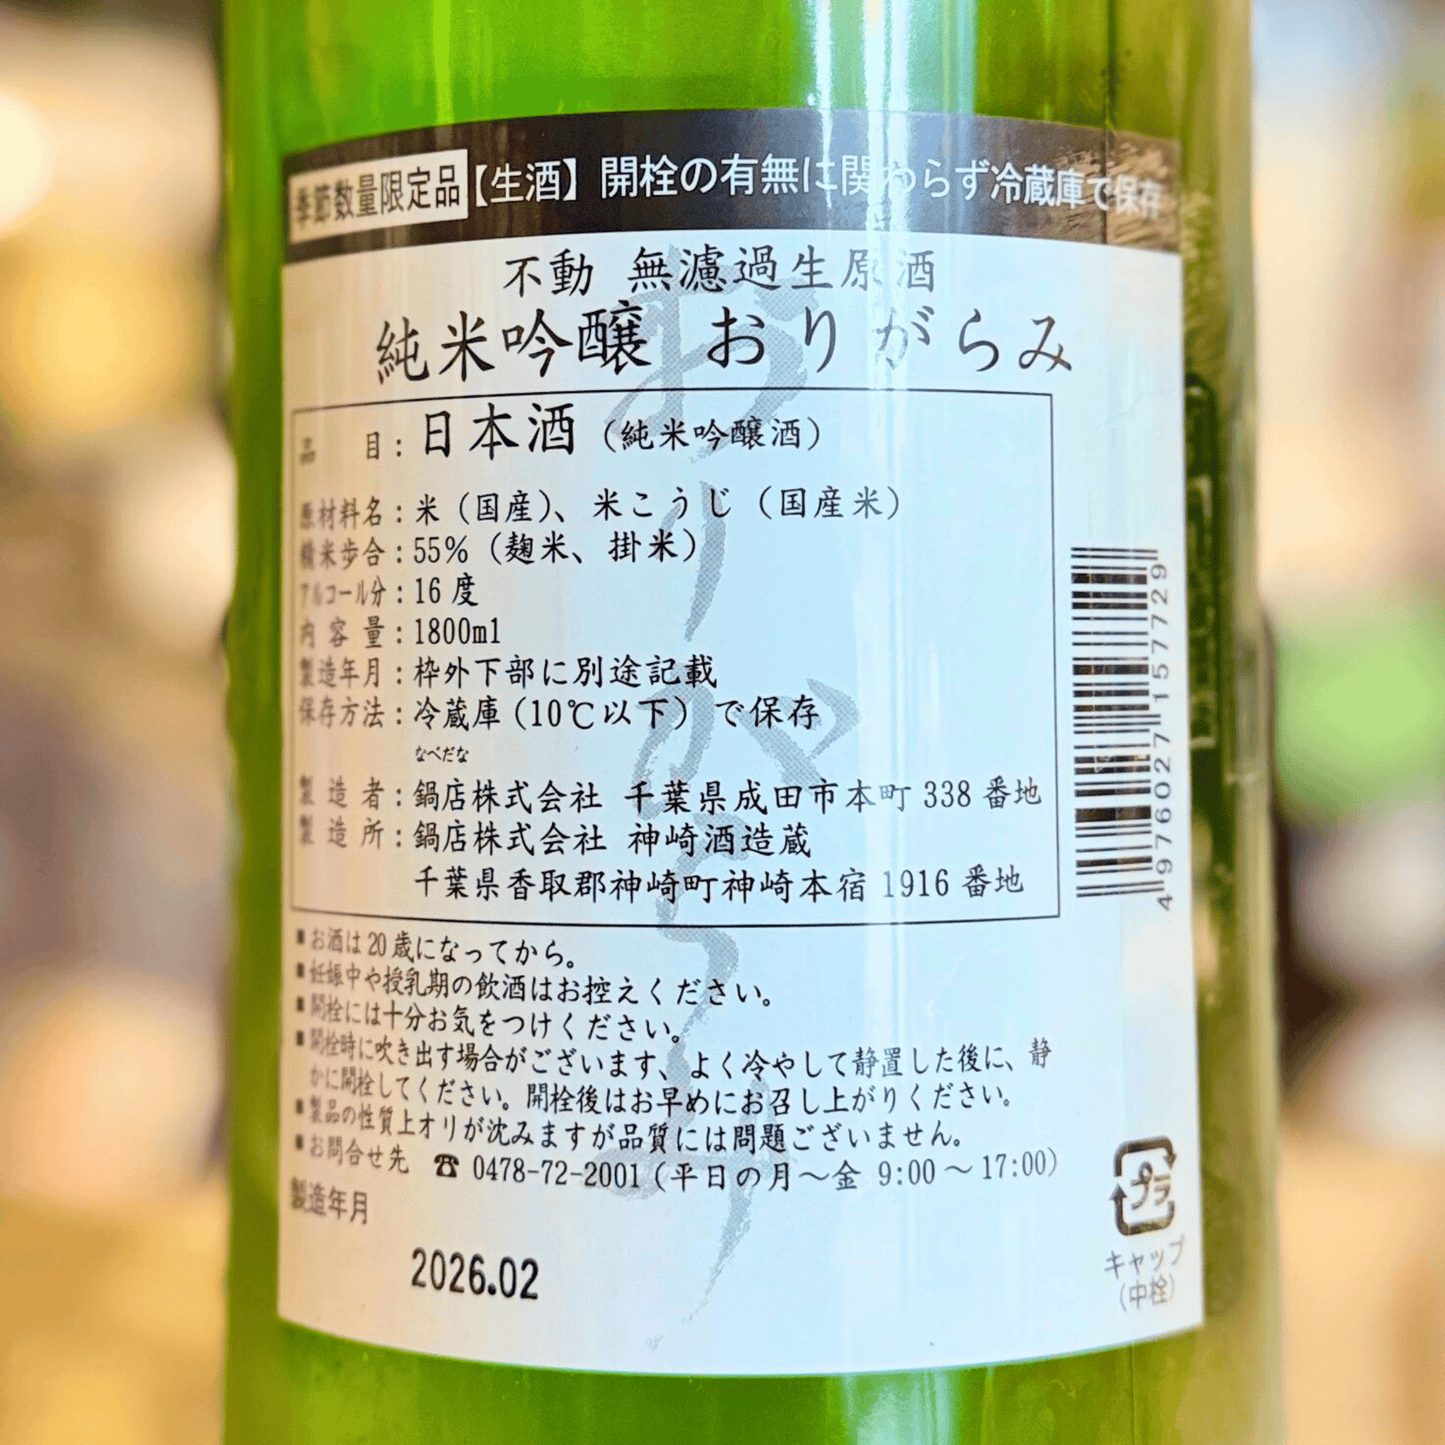 季節数量限定品【生酒】開栓の有無に関わらず冷蔵庫で保存
不動 無濾過生原酒
純米吟醸 おりがらみ
品目：日本酒（純米吟醸酒）
原材料名：米（国産）、米こうじ（国産米）
精米歩合：55%（麹米、掛米）
アルコール分：16度
内容量：1800ml
製造年月：枠外下部に別途記載
保存方法：冷蔵庫（10℃以下）で保存
なべだな
製造者：鍋店株式会社 千葉県成田市本町338番地
製造所：鍋店株式会社 神崎酒造蔵
千葉県香取郡神崎町神崎本宿1916番地
■お酒は20歳になってから。
■妊娠中や授乳期の飲酒はお控えください。
■開栓には十分お気をつけください。
■開栓時に吹き出す場合がございます、よく冷やして静置した後に、静
かに開栓してください。開栓後はお早めにお召し上がりください。
■製品の性質上オリが沈みますが品質には問題ございません。
■お問合せ先 ☎ 0478-72-2001（平日の月～金 9:00～17:00）
製造年月
2026.02
4976027157729
プラ
キャップ
（中栓）
おりがらみ